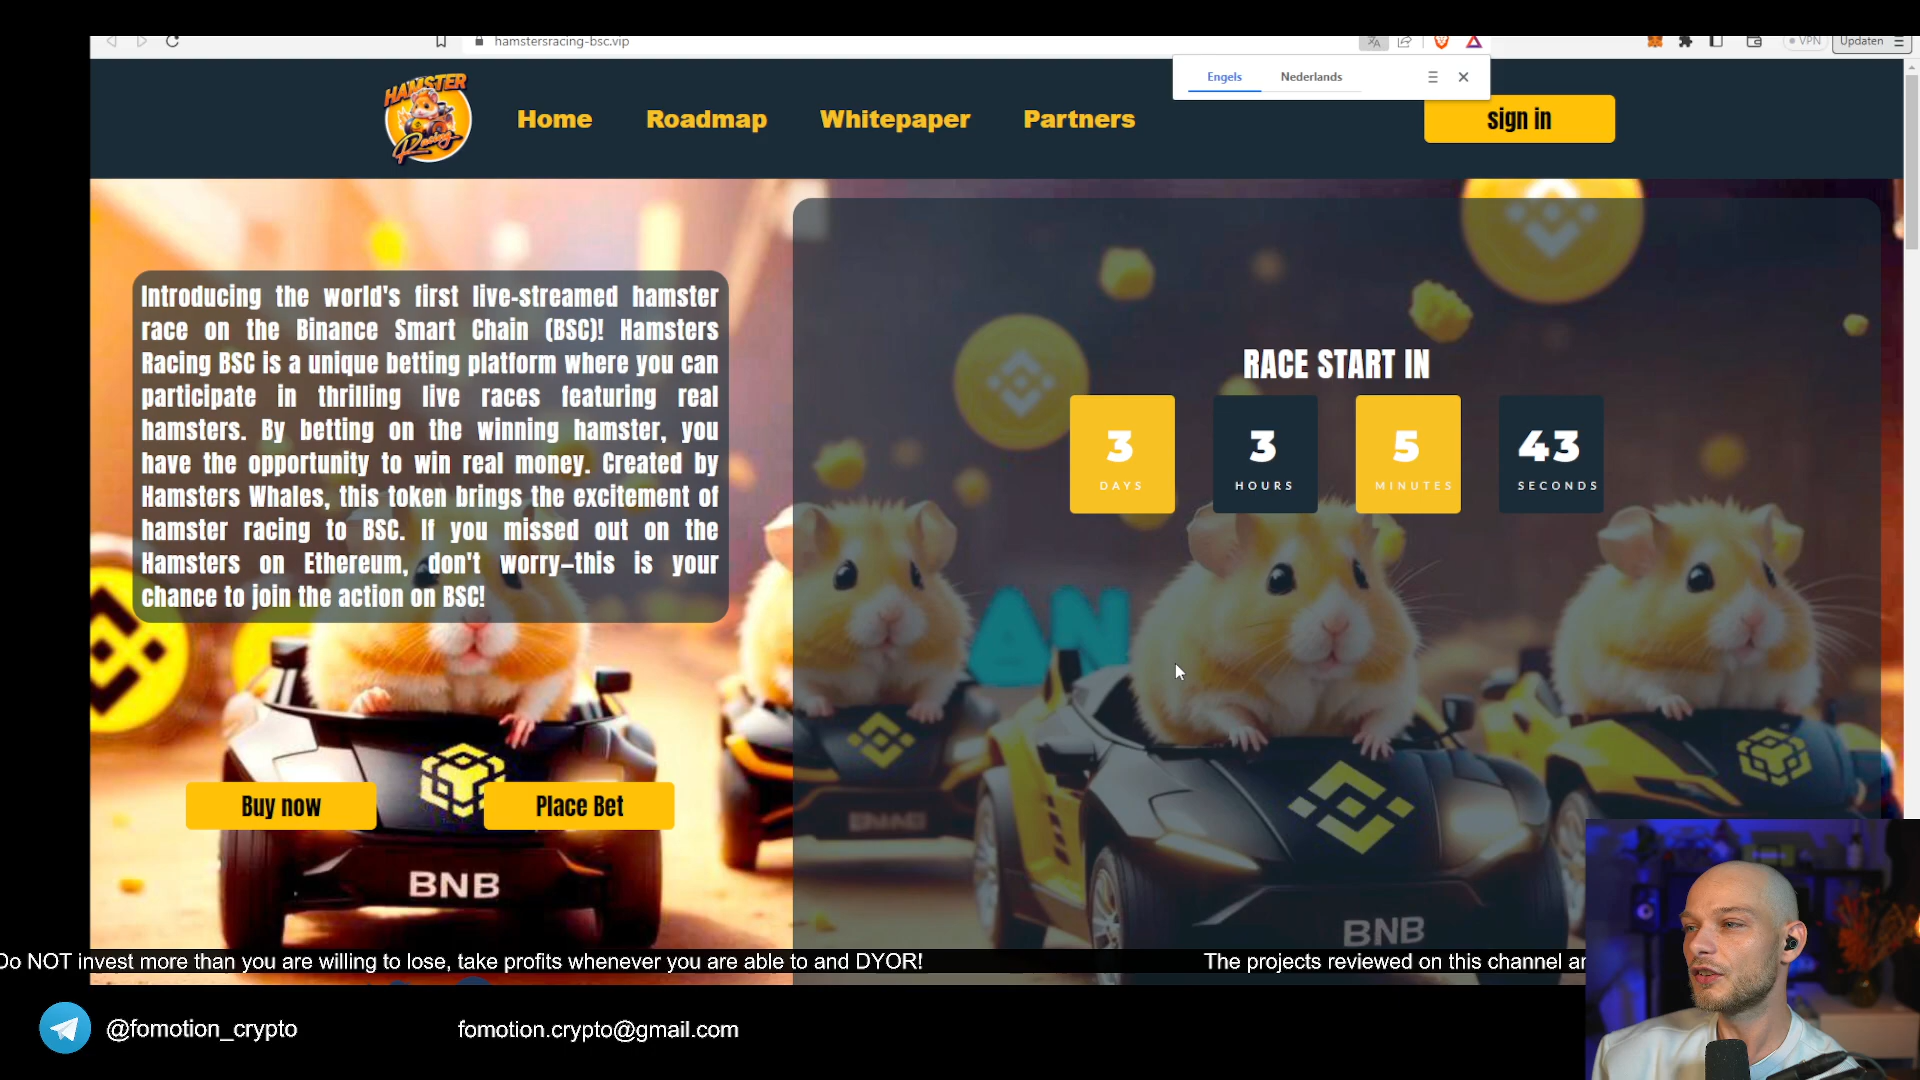 hamstersracing-bsc.vip
VPN
Updaten
Engels
Nederlands
HAMSTER
Racing
Home
Roadmap
Whitepaper
Partners
sign in
Introducing the world's first live-streamed hamster
race on the Binance Smart Chain (BSC)! Hamsters
Racing BSC is a unique betting platform where you can
participate in thrilling live races featuring real
hamsters. By betting on the winning hamster, you
have the opportunity to win real money. Created by
Hamsters Whales, this token brings the excitement of
hamster racing to BSC. If you missed out on the
Hamsters on Ethereum, don't worry—this is your
chance to join the action on BSC!
RACE START IN
3
DAYS
3
HOURS
5
MINUTES
43
SECONDS
AN
Buy now
Place Bet
BNB
BNB
Do NOT invest more than you are willing to lose, take profits whenever you are able to and DYOR!
The projects reviewed on this channel ar
@fomotion_crypto
fomotion.crypto@gmail.com